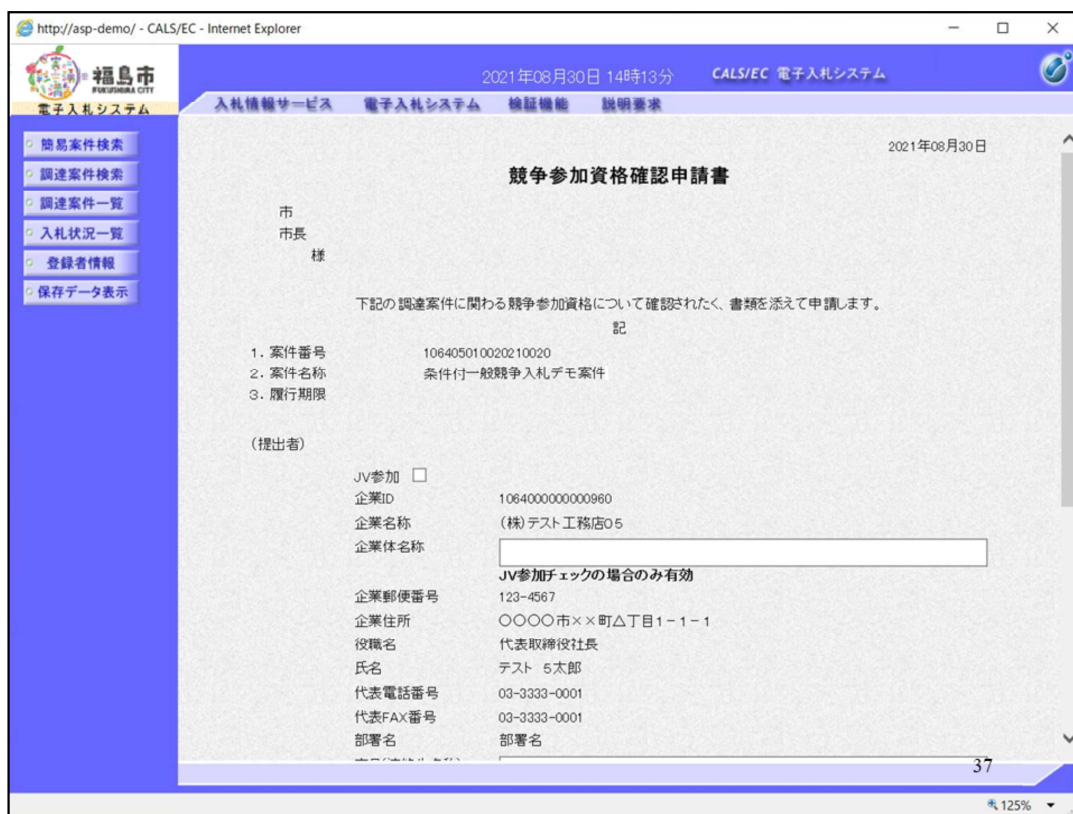 http://asp-demo/ - CALS/EC - Internet Explorer
福島市
FUKUSHIMA CITY
電子入札システム
2021年08月30日 14時13分
CALS/EC 電子入札システム
入札情報サービス 電子入札システム 検証機能 説明要求
簡易案件検索
調達案件検索
調達案件一覧
入札状況一覧
登録者情報
保存データ表示
2021年08月30日
競争参加資格確認申請書
市
市長
様
下記の調達案件に関わる競争参加資格について確認されたく、書類を添えて申請します。
記
1．案件番号 106405010020210020
2．案件名称 条件付一般競争入札デモ案件
3．履行期限
(提出者)
JV参加
企業ID 1064000000000960
企業名称 (株)テスト工務店05
企業体名称
JV参加チェックの場合のみ有効
企業郵便番号 123-4567
企業住所 ○○○○市××町△丁目1-1-1
役職名 代表取締役社長
氏名 テスト 5太郎
代表電話番号 03-3333-0001
代表FAX番号 03-3333-0001
部署名 部署名
37
125%